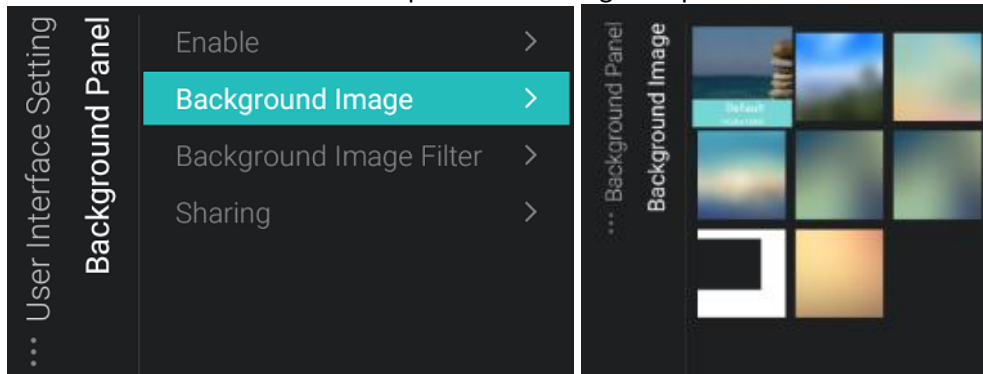 ... User Interface Setting
Background Panel
Enable
Background Image
Background Image Filter
Sharing
... Background Panel
Background Image
Default